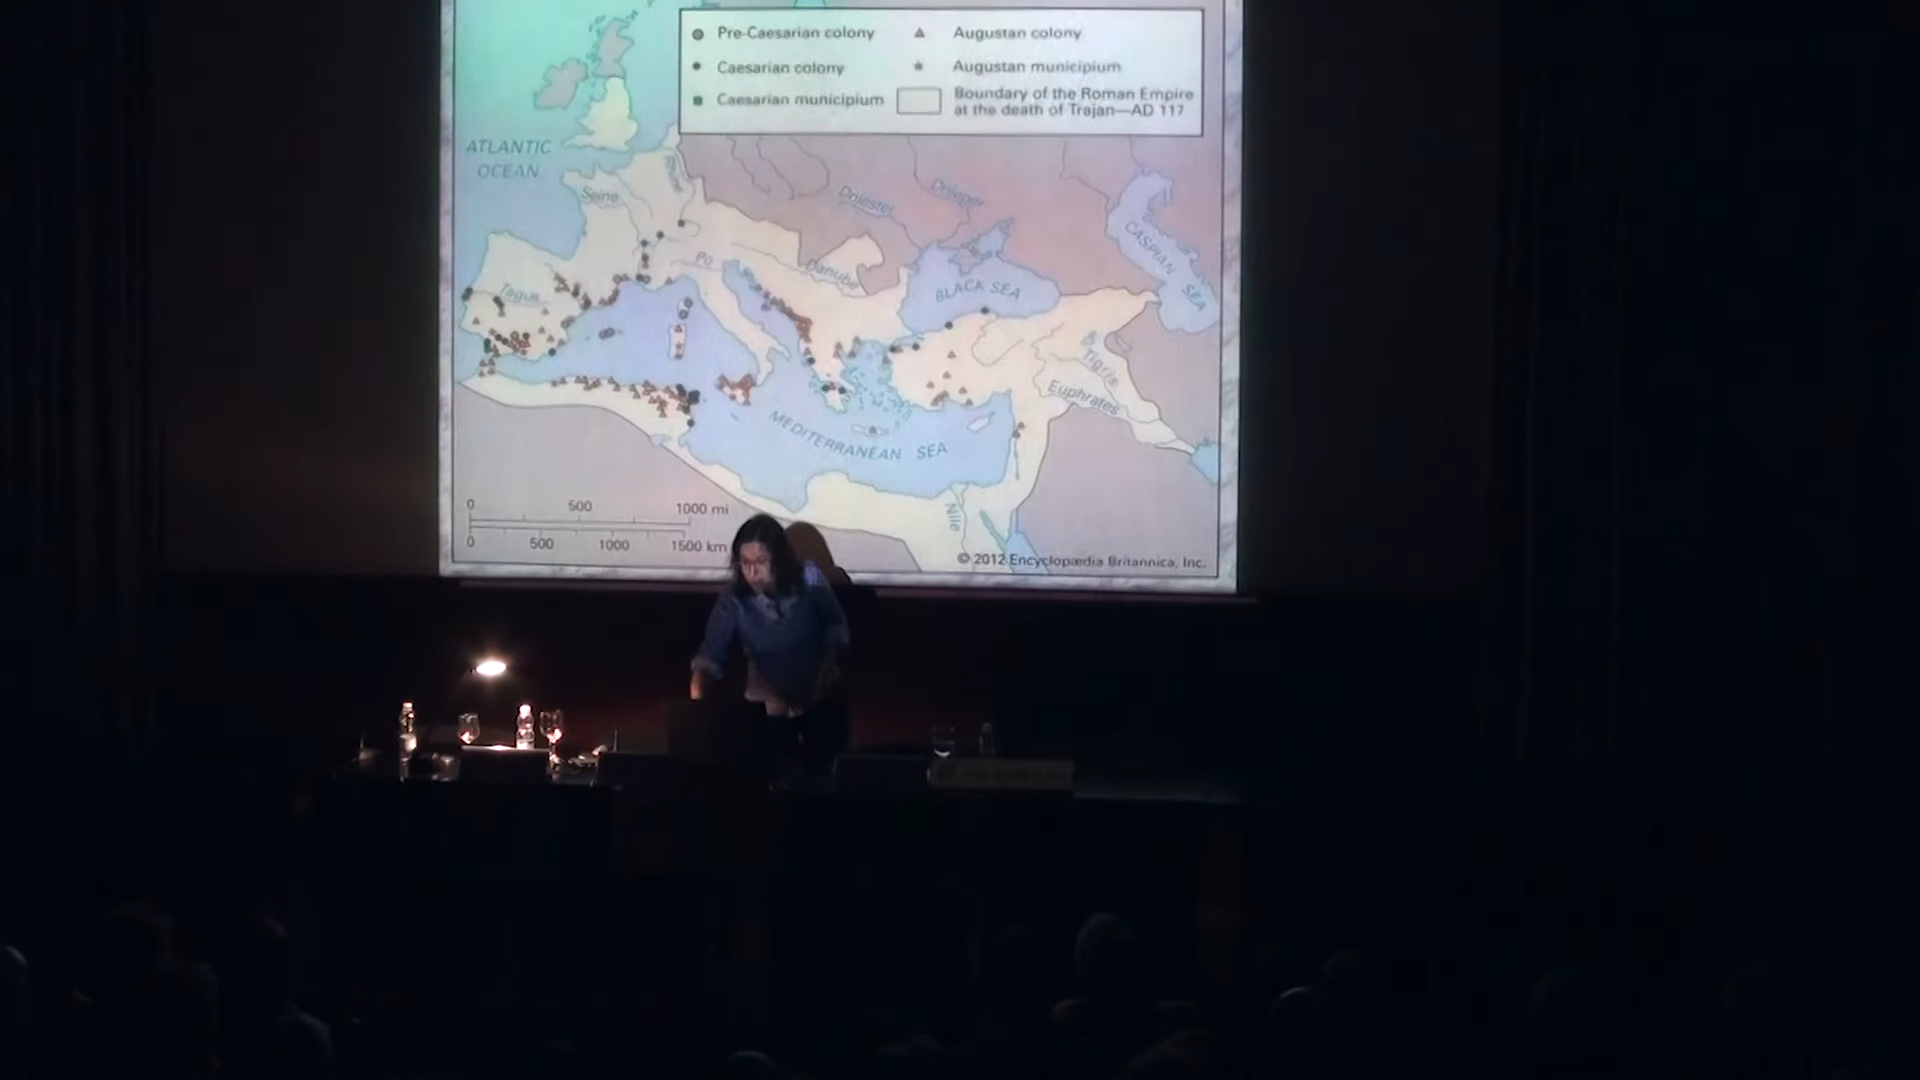 Pre-Caesarian colony
Caesarian colony
Caesarian municipium
Augustan colony
Augustan municipium
Boundary of the Roman Empire
at the death of Trajan—AD 117
ATLANTIC
OCEAN
Seine
Rhine
Dniester
Dnieper
CASPIAN SEA
Po
Danube
BLACK SEA
Tagus
Tigris
Euphrates
MEDITERRANEAN SEA
Nile
0 500 1000 mi
0 500 1000 1500 km
© 2012 Encyclopædia Britannica, Inc.